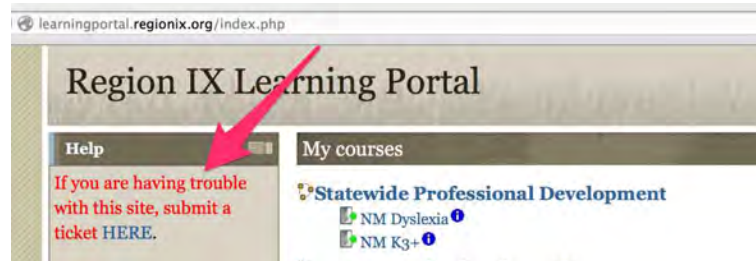 learningportal.regionix.org/index.php
Region IX Learning Portal
Help
My courses
If you are having trouble
with this site, submit a
ticket HERE.
Statewide Professional Development
NM Dyslexia
NM K3+